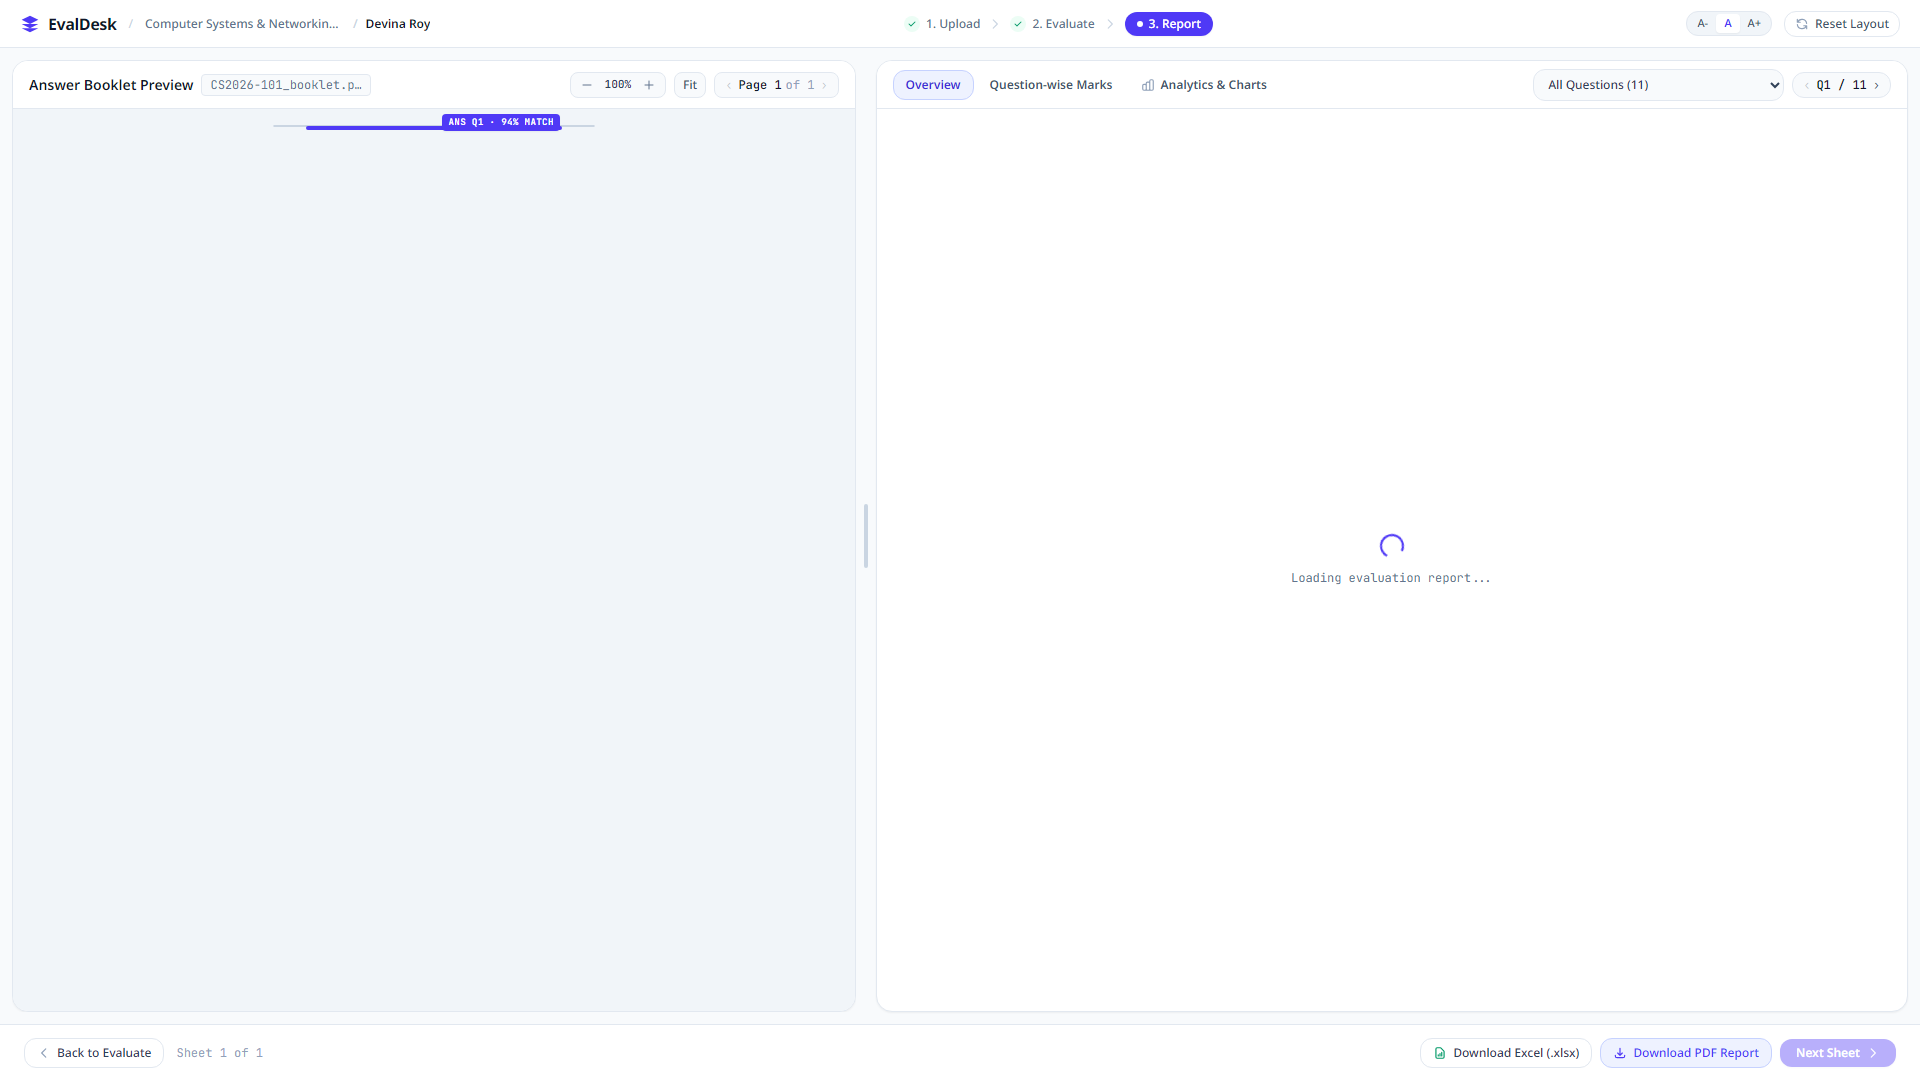 EvalDesk / Computer Systems & Networkin... / Devina Roy
1. Upload
2. Evaluate
3. Report
A- A A+
Reset Layout
Answer Booklet Preview
CS2026-101_booklet.p…
100%
Fit
Page 1 of 1
Overview
Question-wise Marks
Analytics & Charts
All Questions (11)
Q1 / 11
ANS Q1 · 94% MATCH
Loading evaluation report...
Back to Evaluate
Sheet 1 of 1
Download Excel (.xlsx)
Download PDF Report
Next Sheet